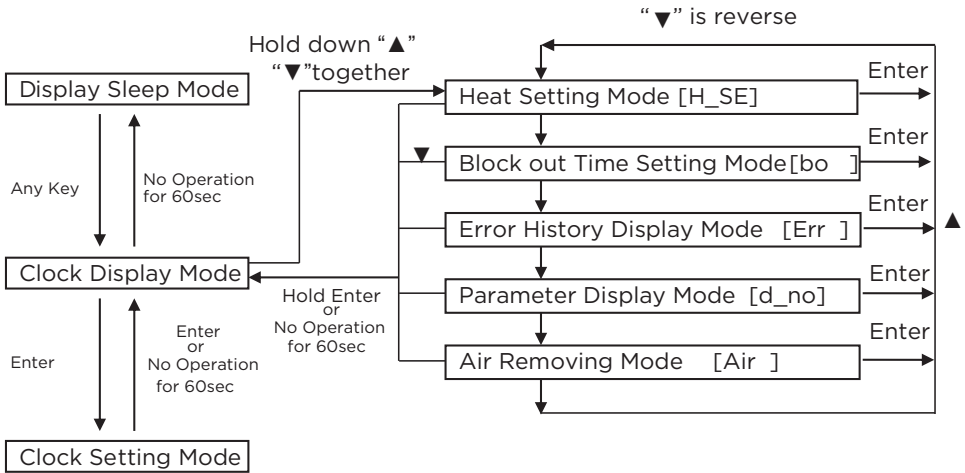 “▼” is reverse
Hold down “▲”
“▼”together
Display Sleep Mode
Heat Setting Mode [H_SE]
Enter
Any Key
No Operation
for 60sec
▼
Block out Time Setting Mode[bo ]
Enter
Error History Display Mode [Err ]
Enter
▲
Clock Display Mode
Hold Enter
or
No Operation
for 60sec
Parameter Display Mode [d_no]
Enter
Enter
Enter
or
No Operation
for 60sec
Air Removing Mode [Air ]
Enter
Clock Setting Mode